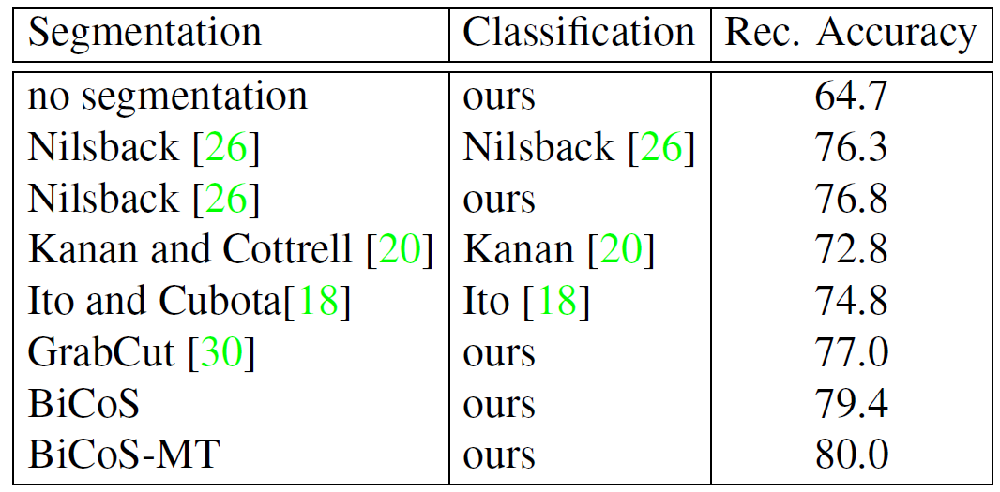 Segmentation Classification Rec. Accuracy
no segmentation ours 64.7
Nilsback [26] Nilsback [26] 76.3
Nilsback [26] ours 76.8
Kanan and Cottrell [20] Kanan [20] 72.8
Ito and Cubota[18] Ito [18] 74.8
GrabCut [30] ours 77.0
BiCoS ours 79.4
BiCoS-MT ours 80.0